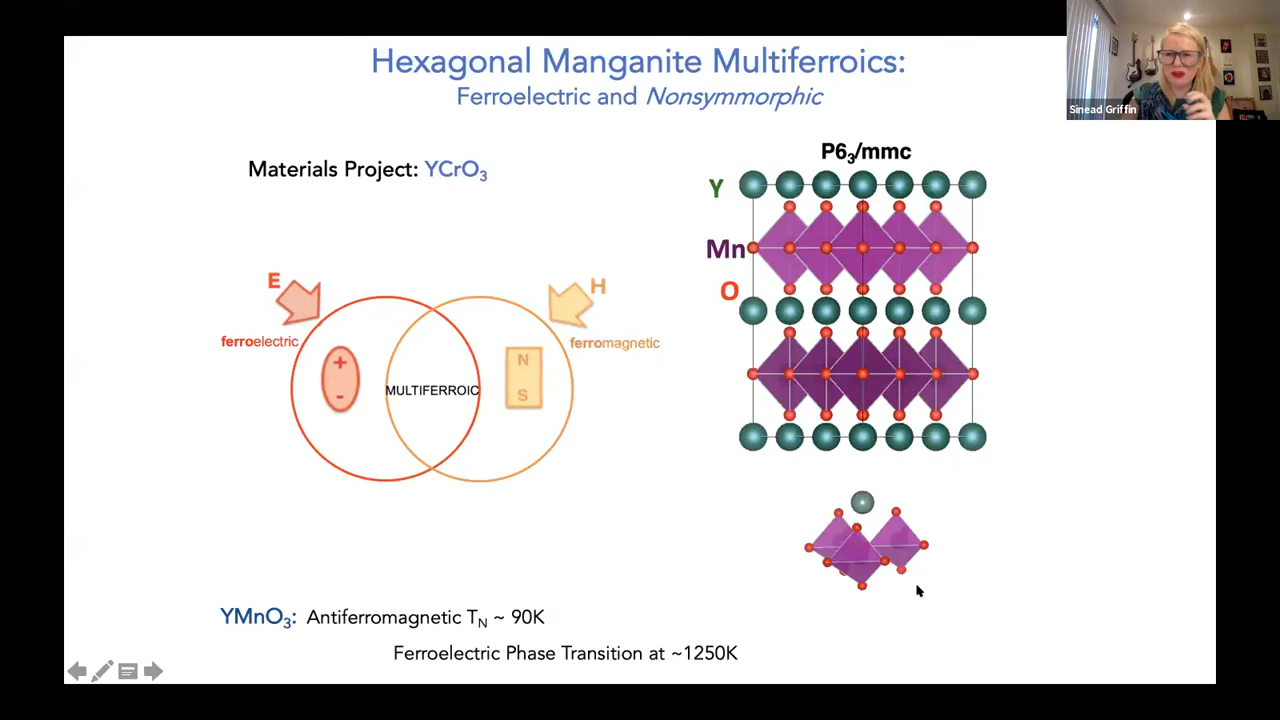 Hexagonal Manganite Multiferroics:
Ferroelectric and Nonsymmorphic
Sinead Griffin
Materials Project: YCrO₃
P6₃/mmc
Y
Mn
O
E
H
ferroelectric
ferromagnetic
+
-
MULTIFERROIC
N
S
YMnO₃: Antiferromagnetic T_N ~ 90K
Ferroelectric Phase Transition at ~1250K